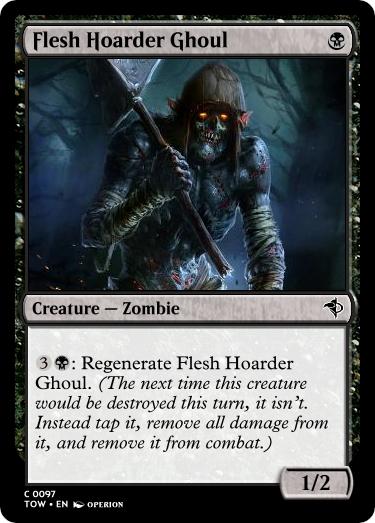 Flesh Hoarder Ghoul
Creature — Zombie
3 : Regenerate Flesh Hoarder
Ghoul. (The next time this creature
would be destroyed this turn, it isn't.
Instead tap it, remove all damage from
it, and remove it from combat.)
1/2
C 0097
TOW • EN OPERION